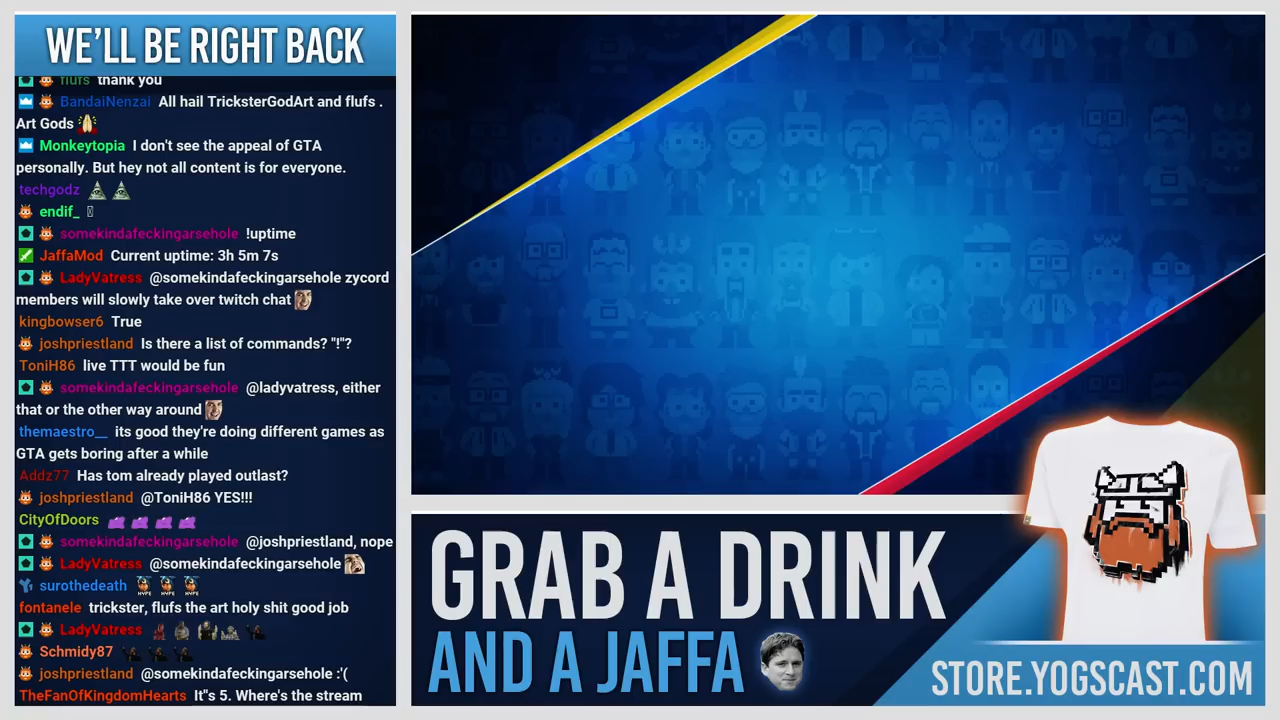 WE'LL BE RIGHT BACK
flufs thank you
BandaiNenzai All hail TricksterGodArt and flufs .
Art Gods
Monkeytopia I don't see the appeal of GTA
personally. But hey not all content is for everyone.
techgodz
endif_
somekindafeckingarsehole !uptime
JaffaMod Current uptime: 3h 5m 7s
LadyVatress @somekindafeckingarsehole zycord
members will slowly take over twitch chat
kingbowser6 True
joshpriestland Is there a list of commands? "!"?
ToniH86 live TTT would be fun
somekindafeckingarsehole @ladyvatress, either
that or the other way around
themaestro__ its good they're doing different games as
GTA gets boring after a while
Addz77 Has tom already played outlast?
joshpriestland @ToniH86 YES!!!
CityOfDoors
somekindafeckingarsehole @joshpriestland, nope
LadyVatress @somekindafeckingarsehole
surothedeath HYPE HYPE HYPE
fontanele trickster, flufs the art holy shit good job
LadyVatress
Schmidy87
joshpriestland @somekindafeckingarsehole :'(
TheFanOfKingdomHearts It"s 5. Where's the stream
GRAB A DRINK
AND A JAFFA
STORE.YOGSCAST.COM